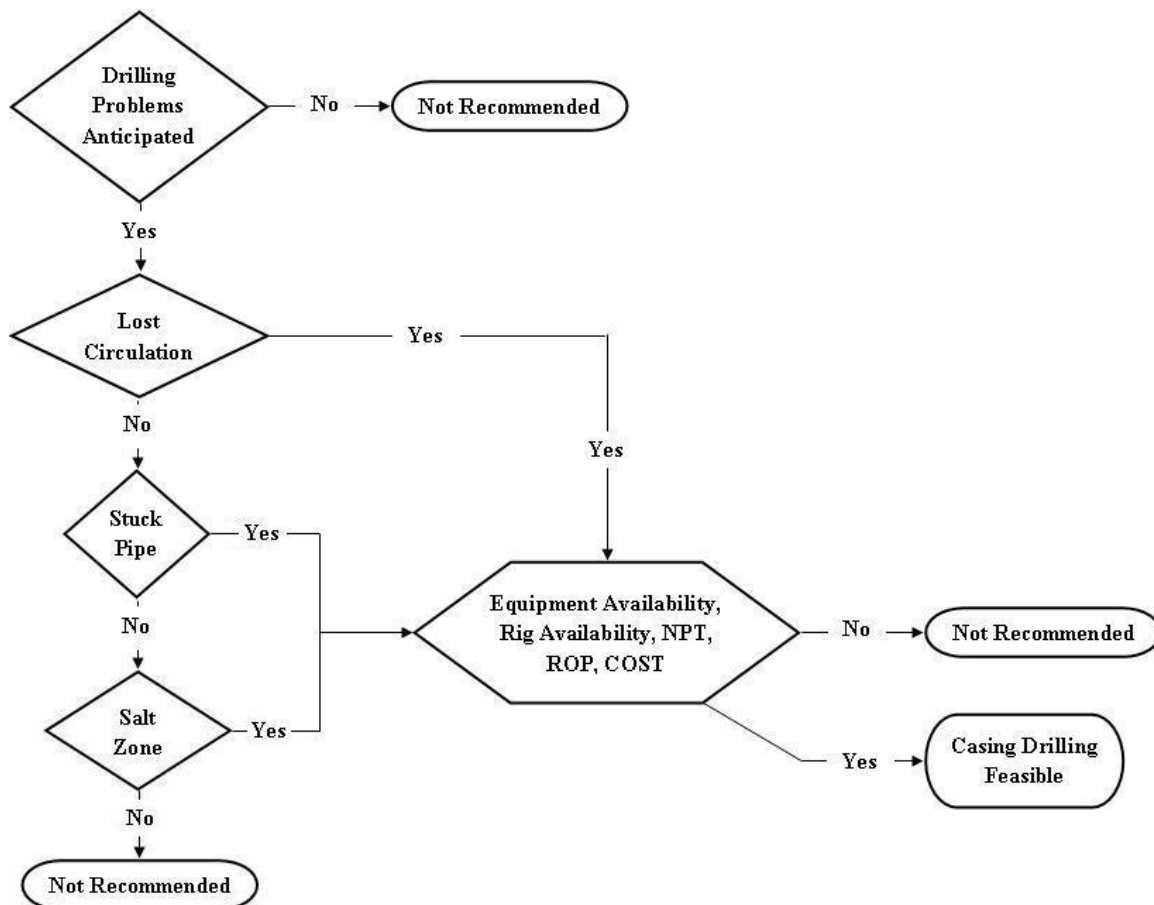 Drilling
Problems
Anticipated
No
Not Recommended
Yes
Lost
Circulation
Yes
Yes
No
Stuck
Pipe
Yes
No
Salt
Zone
Yes
No
Not Recommended
Equipment Availability,
Rig Availability, NPT,
ROP, COST
No
Not Recommended
Yes
Casing Drilling
Feasible